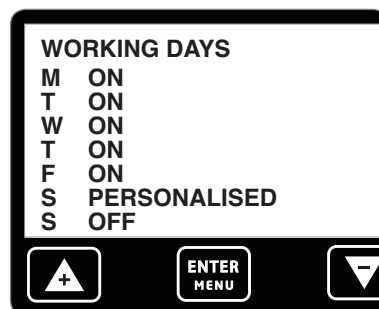 WORKING DAYS
M ON
T ON
W ON
T ON
F ON
S PERSONALISED
S OFF
+ ENTER MENU -